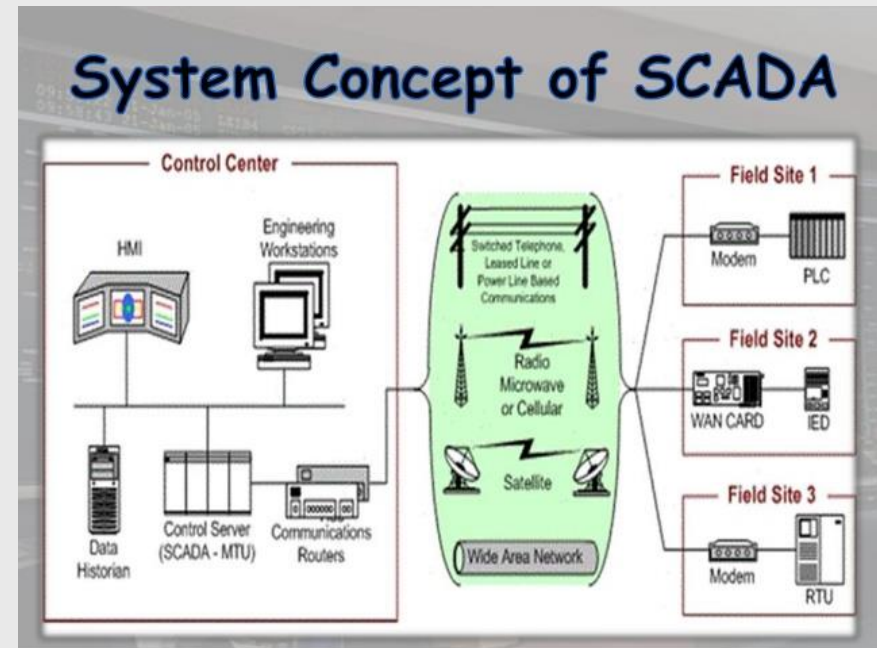 System Concept of SCADA
Control Center
HMI
Engineering
Workstations
Data
Historian
Control Server
(SCADA - MTU)
Communications
Routers
Switched Telephone,
Leased Line or
Power Line Based
Communications
Radio
Microwave
or Cellular
Satellite
Wide Area Network
Field Site 1
Modem
PLC
Field Site 2
WAN CARD
IED
Field Site 3
Modem
RTU